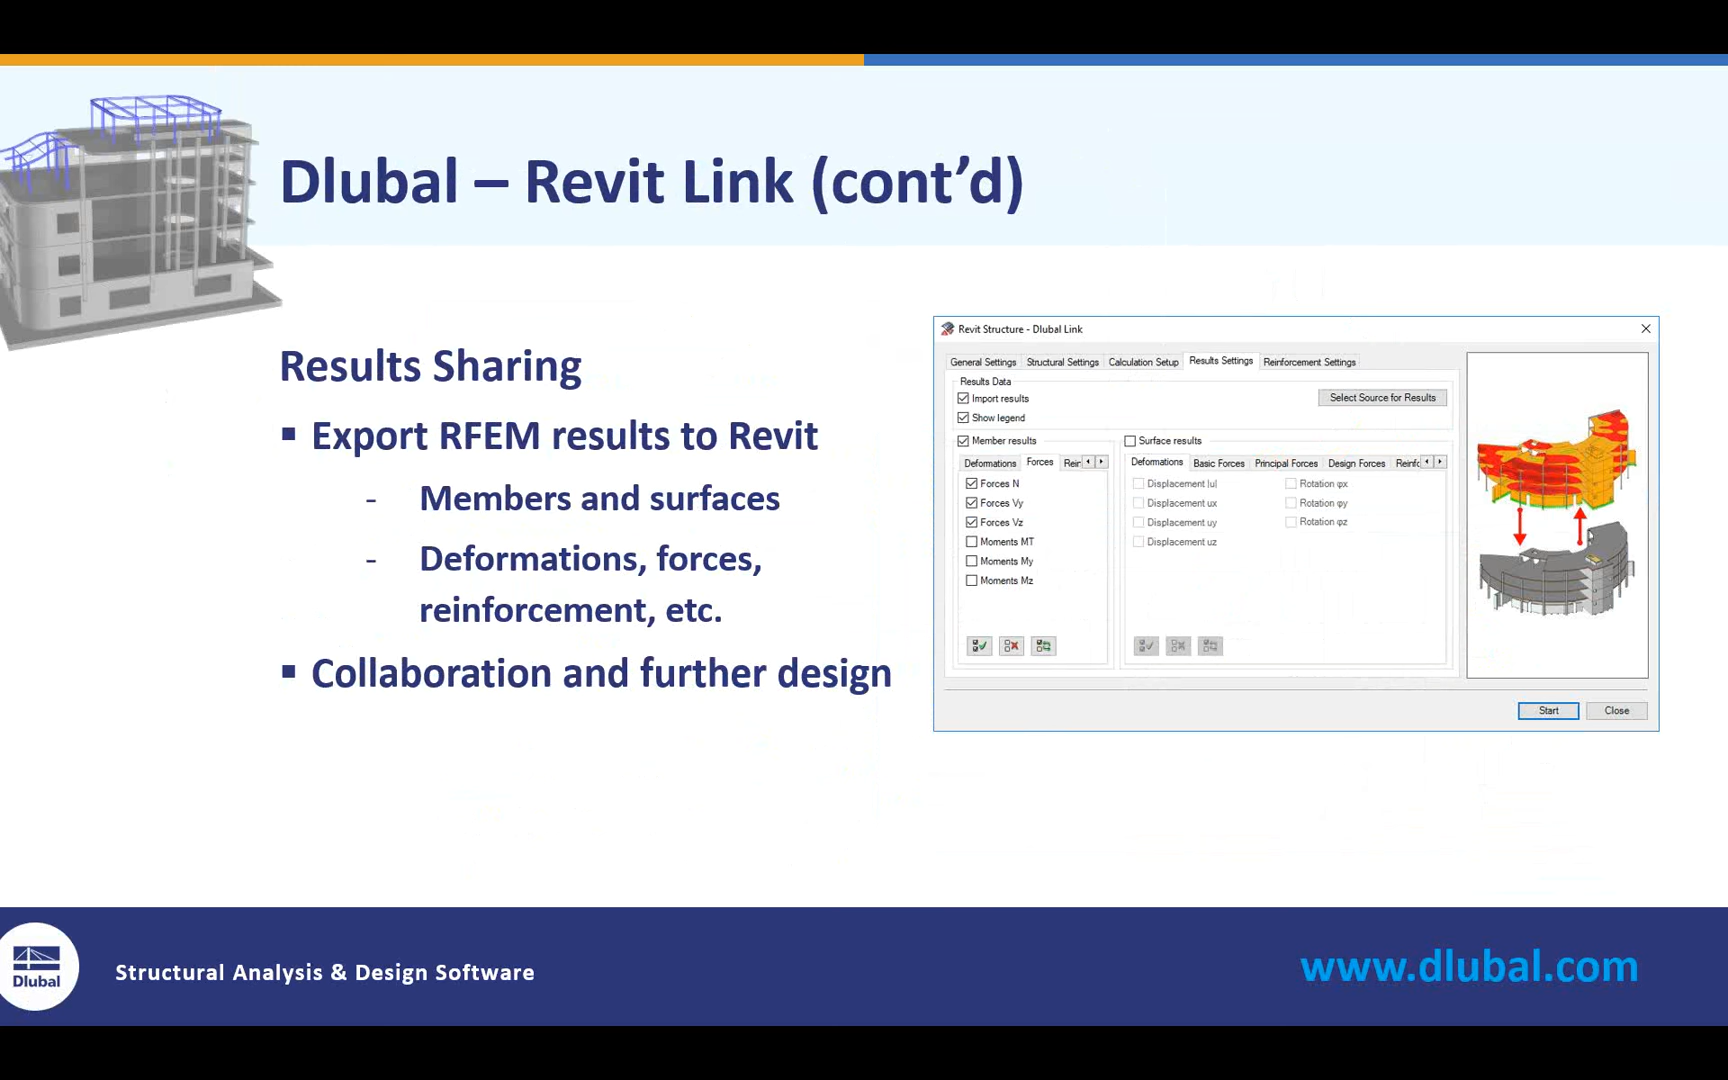 Dlubal – Revit Link (cont’d)
Results Sharing
▪ Export RFEM results to Revit
- Members and surfaces
- Deformations, forces,
reinforcement, etc.
▪ Collaboration and further design
Revit Structure - Dlubal Link
General Settings Structural Settings Calculation Setup Results Settings Reinforcement Settings
Results Data
Import results
Select Source for Results
Show legend
Member results
Deformations Forces Rein
Forces N
Forces Vy
Forces Vz
Moments MT
Moments My
Moments Mz
Surface results
Deformations Basic Forces Principal Forces Design Forces Reinfc
Displacement |u| Rotation φx
Displacement ux Rotation φy
Displacement uy Rotation φz
Displacement uz
Start Close
Dlubal
Structural Analysis & Design Software
www.dlubal.com